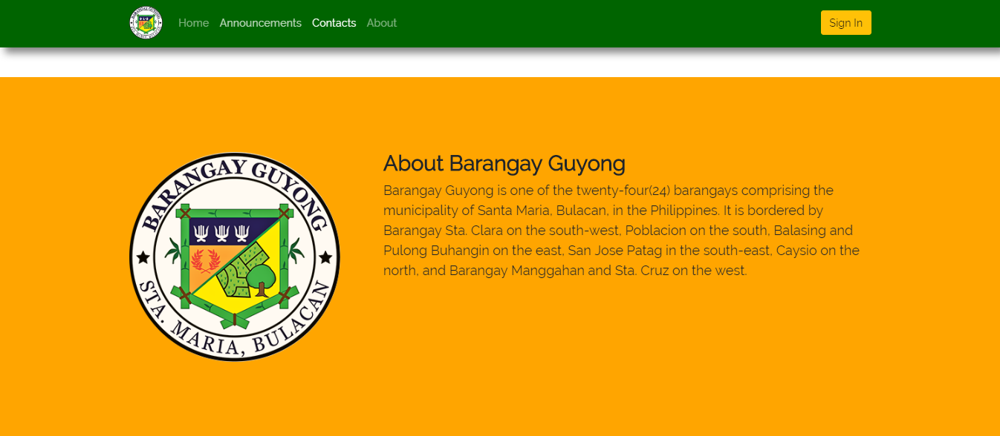 Home Announcements Contacts About Sign In
BARANGAY GUYONG
STA. MARIA, BULACAN
About Barangay Guyong
Barangay Guyong is one of the twenty-four(24) barangays comprising the
municipality of Santa Maria, Bulacan, in the Philippines. It is bordered by
Barangay Sta. Clara on the south-west, Poblacion on the south, Balasing and
Pulong Buhangin on the east, San Jose Patag in the south-east, Caysio on the
north, and Barangay Manggahan and Sta. Cruz on the west.